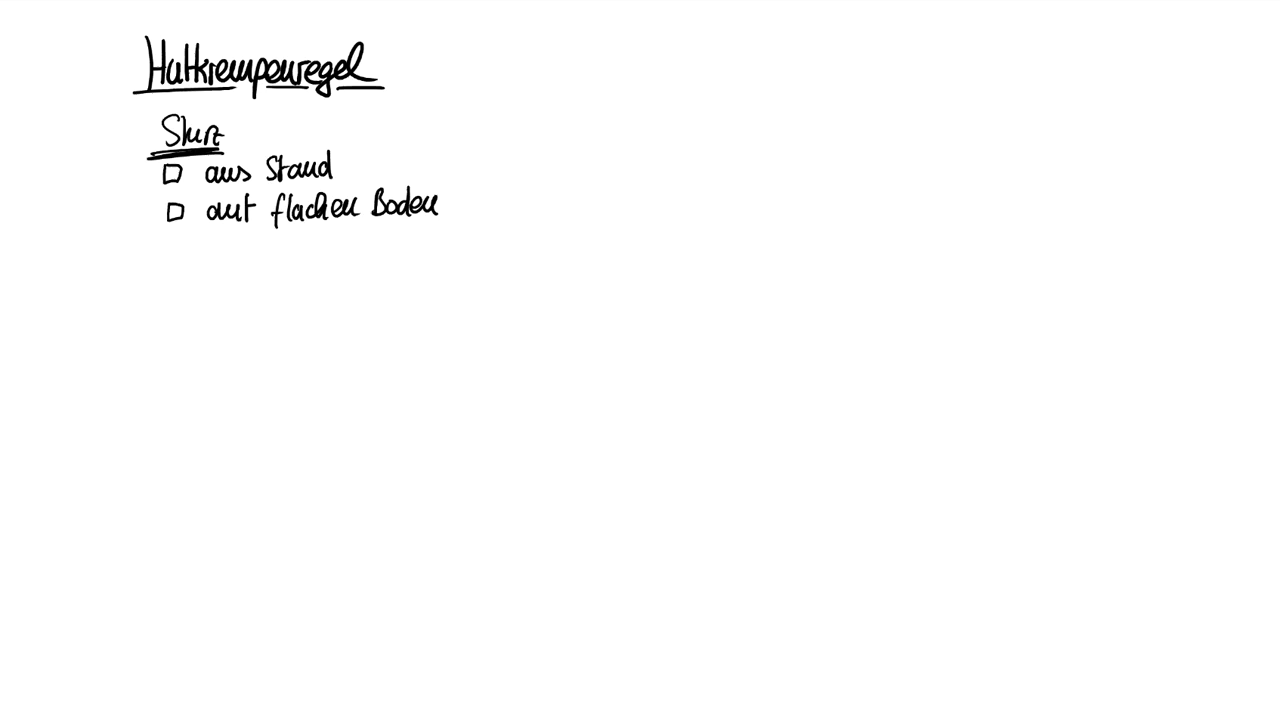 Hutkrempenregel
Sturz
□ aus Stand
□ auf flachen Boden